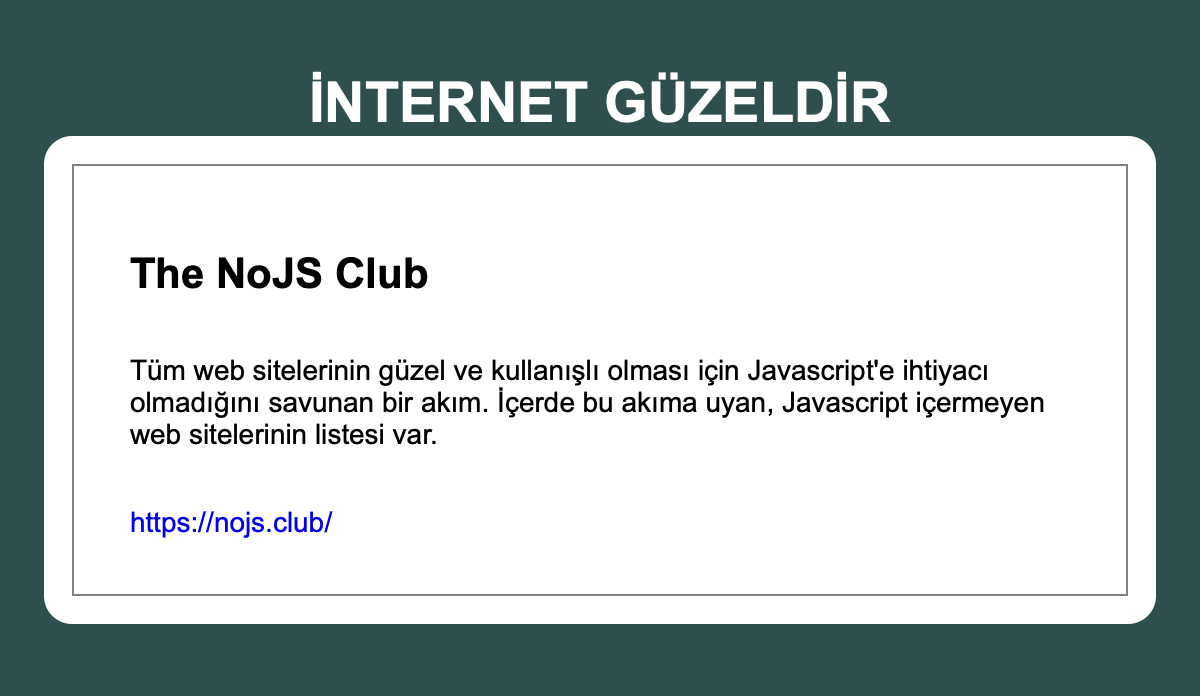 İNTERNET GÜZELDİR
The NoJS Club
Tüm web sitelerinin güzel ve kullanışlı olması için Javascript'e ihtiyacı
olmadığını savunan bir akım. İçerde bu akıma uyan, Javascript içermeyen
web sitelerinin listesi var.
https://nojs.club/